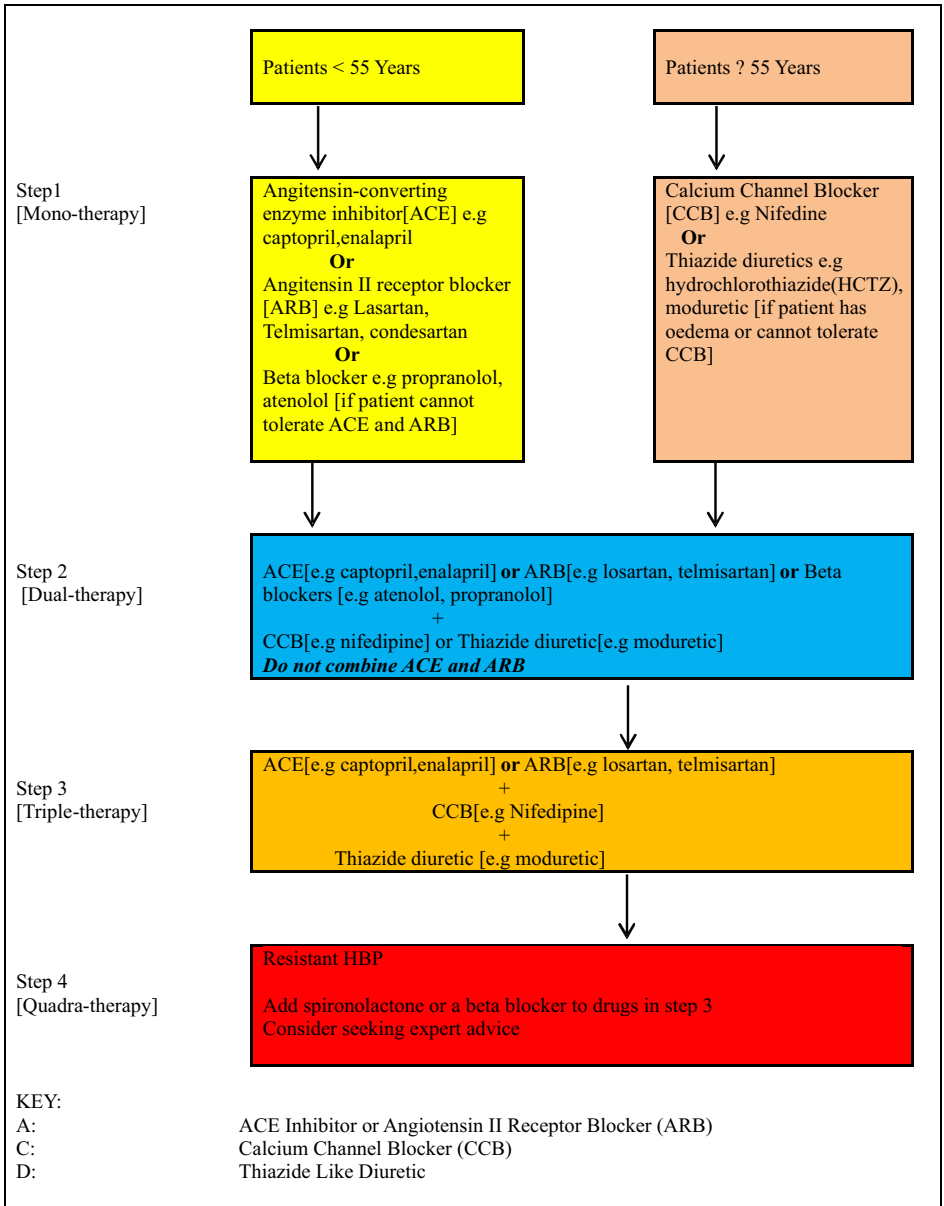 Patients < 55 Years
Patients ? 55 Years
Step1
[Mono-therapy]
Angitensin-converting
enzyme inhibitor[ACE] e.g
captopril,enalapril
Or
Angitensin II receptor blocker
[ARB] e.g Lasartan,
Telmisartan, condesartan
Or
Beta blocker e.g propranolol,
atenolol [if patient cannot
tolerate ACE and ARB]
Calcium Channel Blocker
[CCB] e.g Nifedine
Or
Thiazide diuretics e.g
hydrochlorothiazide(HCTZ),
moduretic [if patient has
oedema or cannot tolerate
CCB]
Step 2
[Dual-therapy]
ACE[e.g captopril,enalapril] or ARB[e.g losartan, telmisartan] or Beta
blockers [e.g atenolol, propranolol]
+
CCB[e.g nifedipine] or Thiazide diuretic[e.g moduretic]
Do not combine ACE and ARB
Step 3
[Triple-therapy]
ACE[e.g captopril,enalapril] or ARB[e.g losartan, telmisartan]
+
CCB[e.g Nifedipine]
+
Thiazide diuretic [e.g moduretic]
Step 4
[Quadra-therapy]
Resistant HBP
Add spironolactone or a beta blocker to drugs in step 3
Consider seeking expert advice
KEY:
A: ACE Inhibitor or Angiotensin II Receptor Blocker (ARB)
C: Calcium Channel Blocker (CCB)
D: Thiazide Like Diuretic